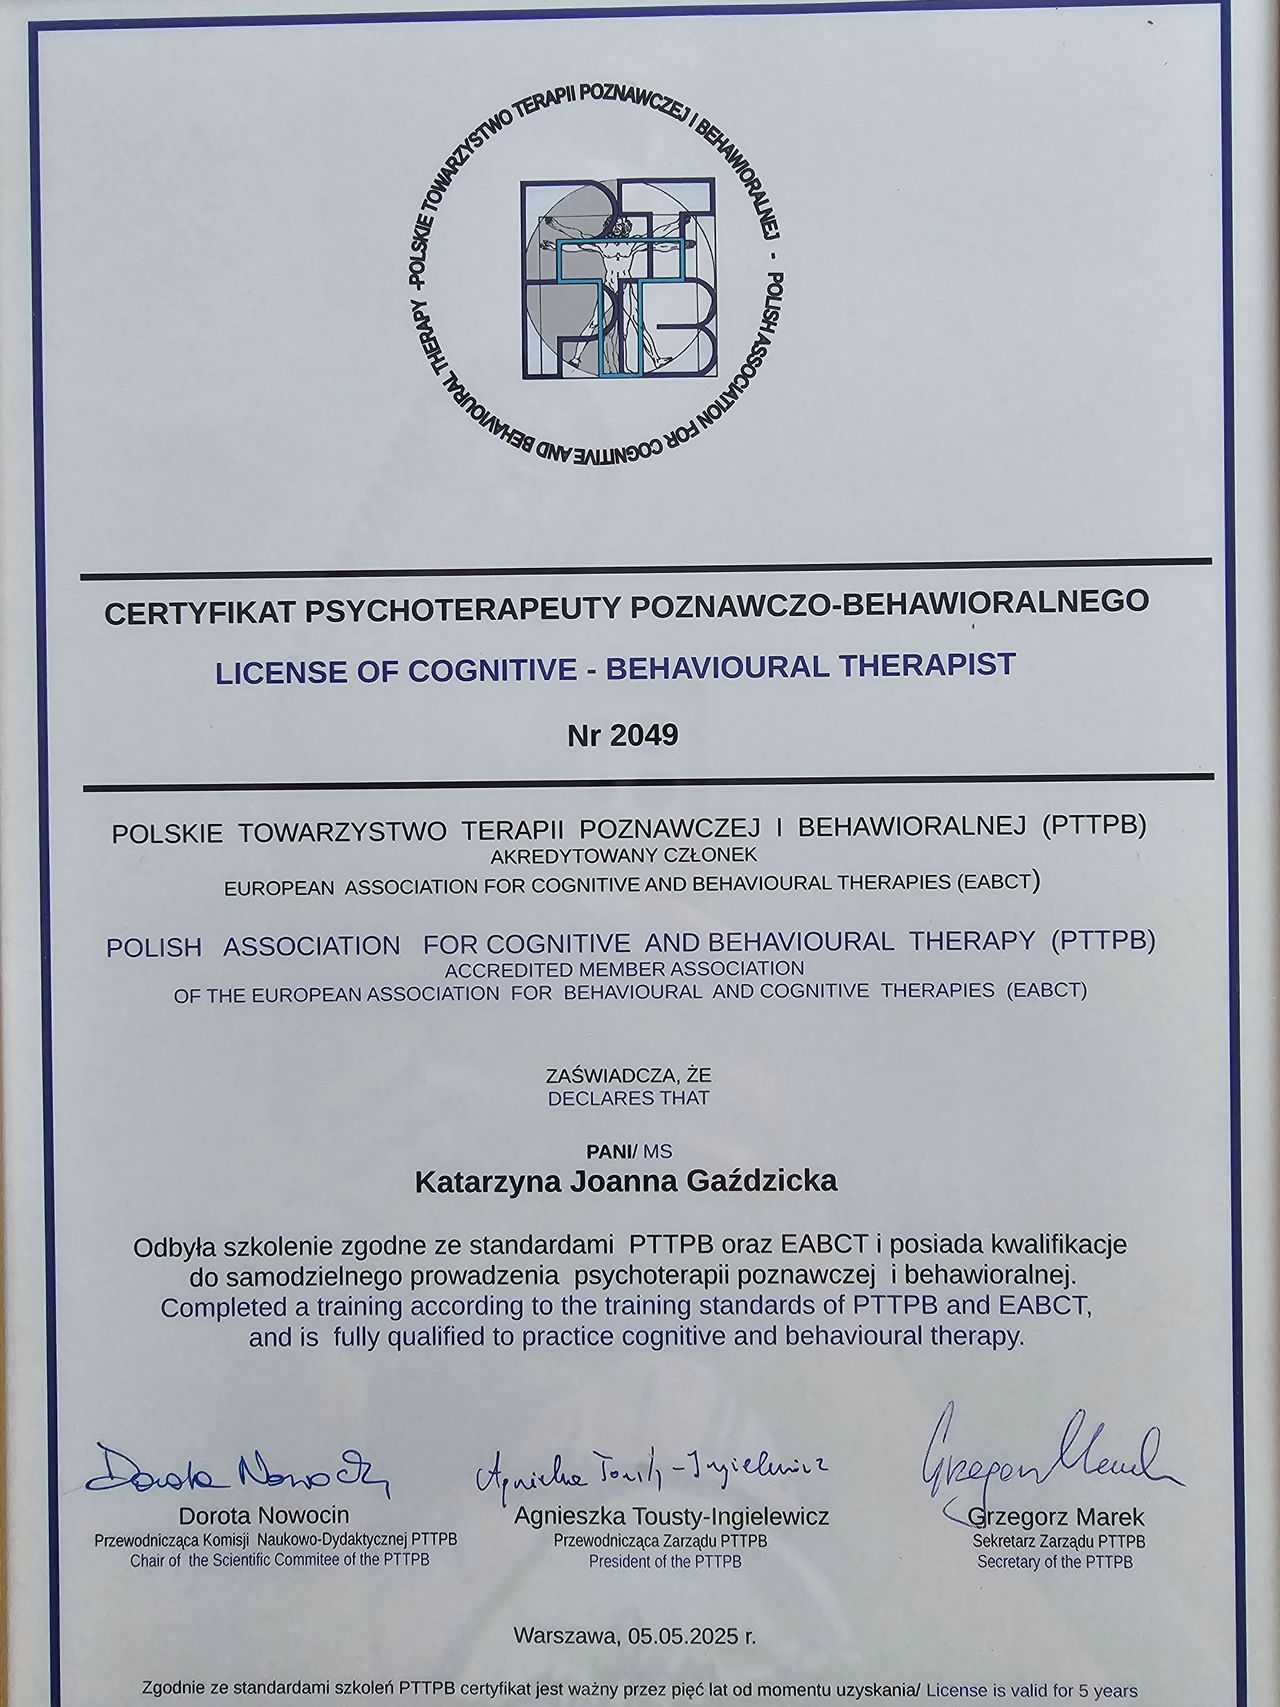 POLSKIE TOWARZYSTWO TERAPII POZNAWCZEJ I BEHAWIORALNEJ - POLISH ASSOCIATION FOR COGNITIVE AND BEHAVIOURAL THERAPY -
PTTPB
CERTYFIKAT PSYCHOTERAPEUTY POZNAWCZO-BEHAWIORALNEGO
LICENSE OF COGNITIVE - BEHAVIOURAL THERAPIST
Nr 2049
POLSKIE TOWARZYSTWO TERAPII POZNAWCZEJ I BEHAWIORALNEJ (PTTPB)
AKREDYTOWANY CZŁONEK
EUROPEAN ASSOCIATION FOR COGNITIVE AND BEHAVIOURAL THERAPIES (EABCT)
POLISH ASSOCIATION FOR COGNITIVE AND BEHAVIOURAL THERAPY (PTTPB)
ACCREDITED MEMBER ASSOCIATION
OF THE EUROPEAN ASSOCIATION FOR BEHAVIOURAL AND COGNITIVE THERAPIES (EABCT)
ZAŚWIADCZA, ŻE
DECLARES THAT
PANI/ MS
Katarzyna Joanna Gaździcka
Odbyła szkolenie zgodne ze standardami PTTPB oraz EABCT i posiada kwalifikacje
do samodzielnego prowadzenia psychoterapii poznawczej i behawioralnej.
Completed a training according to the training standards of PTTPB and EABCT,
and is fully qualified to practice cognitive and behavioural therapy.
Dorota Nowocin Agnieszka Tousty-Ingielewicz Grzegorz Marek
Dorota Nowocin Agnieszka Tousty-Ingielewicz Grzegorz Marek
Przewodnicząca Komisji Naukowo-Dydaktycznej PTTPB Przewodnicząca Zarządu PTTPB Sekretarz Zarządu PTTPB
Chair of the Scientific Commitee of the PTTPB President of the PTTPB Secretary of the PTTPB
Warszawa, 05.05.2025 r.
Zgodnie ze standardami szkoleń PTTPB certyfikat jest ważny przez pięć lat od momentu uzyskania/ License is valid for 5 years